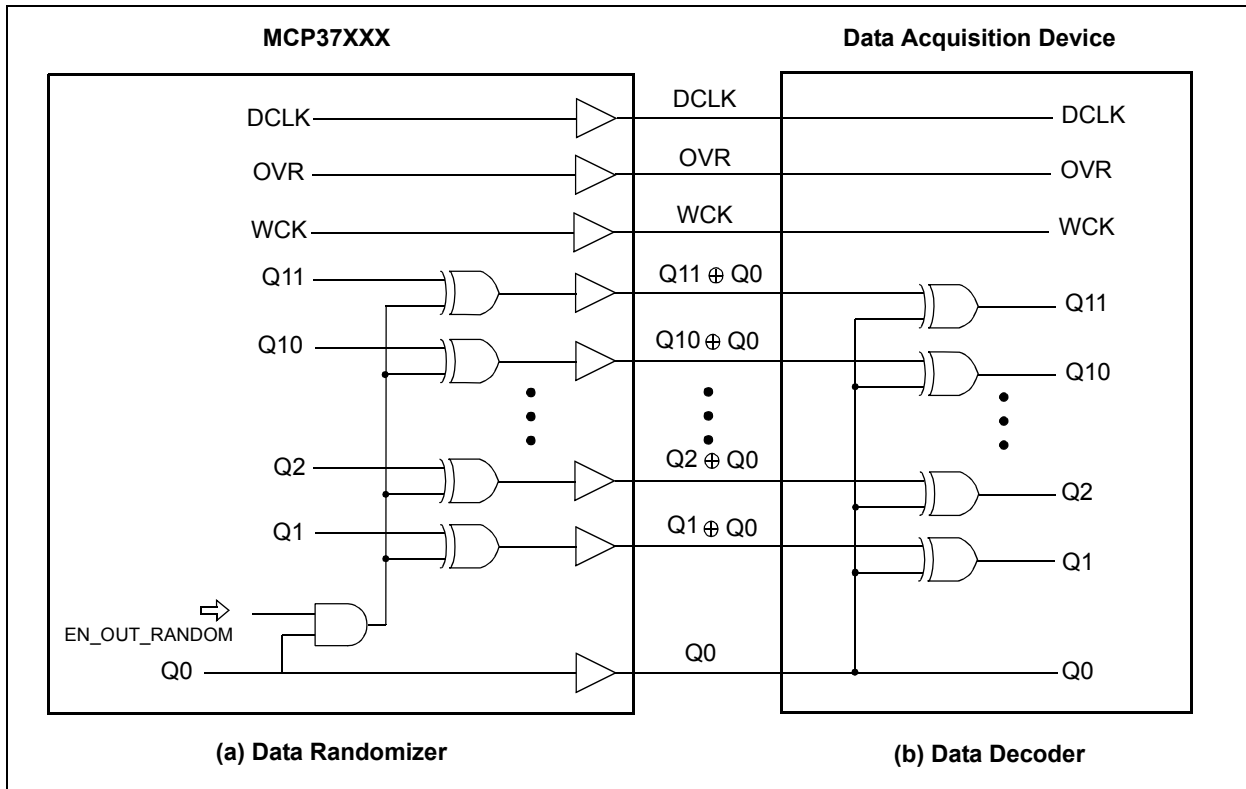 MCP37XXX
Data Acquisition Device
DCLK
DCLK
DCLK
OVR
OVR
OVR
WCK
WCK
WCK
Q11
Q11 ⊕ Q0
Q11
Q10
Q10 ⊕ Q0
Q10
Q2
Q2 ⊕ Q0
Q2
Q1
Q1 ⊕ Q0
Q1
EN_OUT_RANDOM
Q0
Q0
Q0
(a) Data Randomizer
(b) Data Decoder